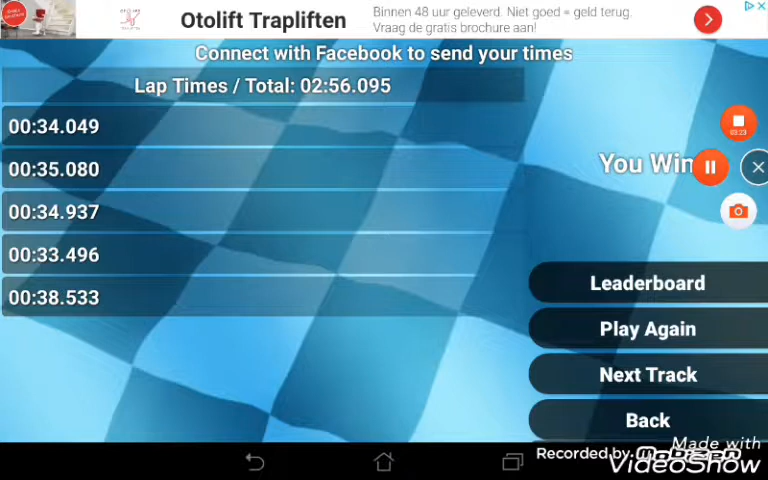 Otolift Trapliften
Binnen 48 uur geleverd. Niet goed = geld terug.
Vraag de gratis brochure aan!
Connect with Facebook to send your times
Lap Times / Total: 02:56.095
00:34.049
00:35.080
00:34.937
00:33.496
00:38.533
You Win
Leaderboard
Play Again
Next Track
Back
Recorded by
Made with
VideoShow